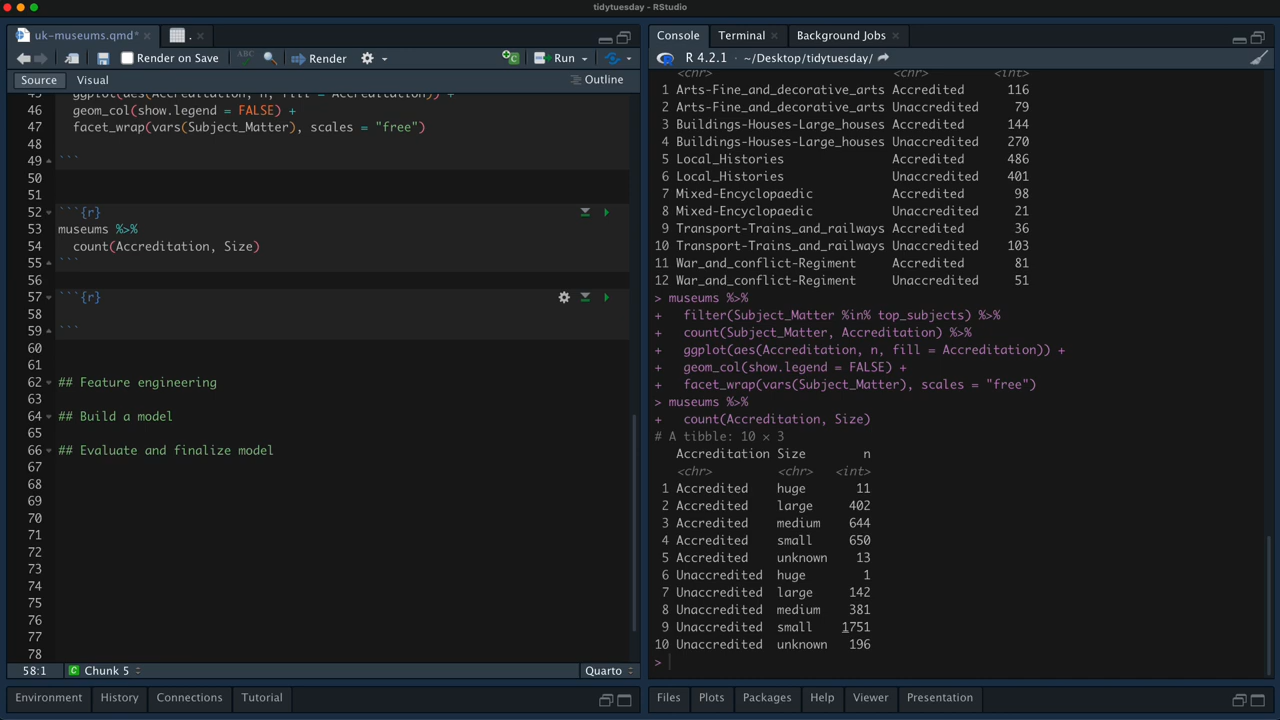 tidytuesday - RStudio
uk-museums.qmd*
.
Render on Save
ABC
Render
Run
Source
Visual
Outline
45 ggplot(aes(Accreditation, n, fill = Accreditation)) +
46 geom_col(show.legend = FALSE) +
47 facet_wrap(vars(Subject_Matter), scales = "free")
48
49 ```
50
51
52 ```{r}
53 museums %>%
54 count(Accreditation, Size)
55 ```
56
57 ```{r}
58
59 ```
60
61
62 ## Feature engineering
63
64 ## Build a model
65
66 ## Evaluate and finalize model
67
68
69
70
71
72
73
74
75
76
77
78
58:1 C Chunk 5 Quarto
Environment History Connections Tutorial
Console Terminal Background Jobs
R 4.2.1 · ~/Desktop/tidytuesday/
<chr> <chr> <int>
1 Arts-Fine_and_decorative_arts Accredited 116
2 Arts-Fine_and_decorative_arts Unaccredited 79
3 Buildings-Houses-Large_houses Accredited 144
4 Buildings-Houses-Large_houses Unaccredited 270
5 Local_Histories Accredited 486
6 Local_Histories Unaccredited 401
7 Mixed-Encyclopaedic Accredited 98
8 Mixed-Encyclopaedic Unaccredited 21
9 Transport-Trains_and_railways Accredited 36
10 Transport-Trains_and_railways Unaccredited 103
11 War_and_conflict-Regiment Accredited 81
12 War_and_conflict-Regiment Unaccredited 51
> museums %>%
+ filter(Subject_Matter %in% top_subjects) %>%
+ count(Subject_Matter, Accreditation) %>%
+ ggplot(aes(Accreditation, n, fill = Accreditation)) +
+ geom_col(show.legend = FALSE) +
+ facet_wrap(vars(Subject_Matter), scales = "free")
> museums %>%
+ count(Accreditation, Size)
# A tibble: 10 × 3
Accreditation Size n
<chr> <chr> <int>
1 Accredited huge 11
2 Accredited large 402
3 Accredited medium 644
4 Accredited small 650
5 Accredited unknown 13
6 Unaccredited huge 1
7 Unaccredited large 142
8 Unaccredited medium 381
9 Unaccredited small 1751
10 Unaccredited unknown 196
>
Files Plots Packages Help Viewer Presentation